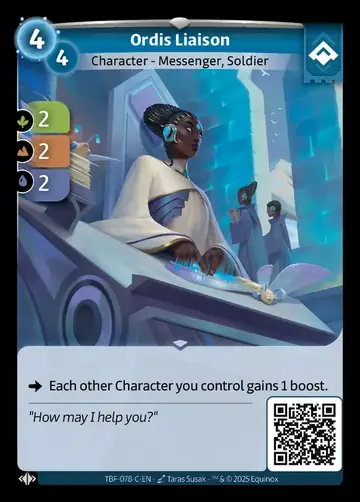 4
4
Ordis Liaison
Character - Messenger, Soldier
2
2
2
Each other Character you control gains 1 boost.
"How may I help you?"
TBF-078-C-EN - Taras Susak - ™ & © 2025 Equinox